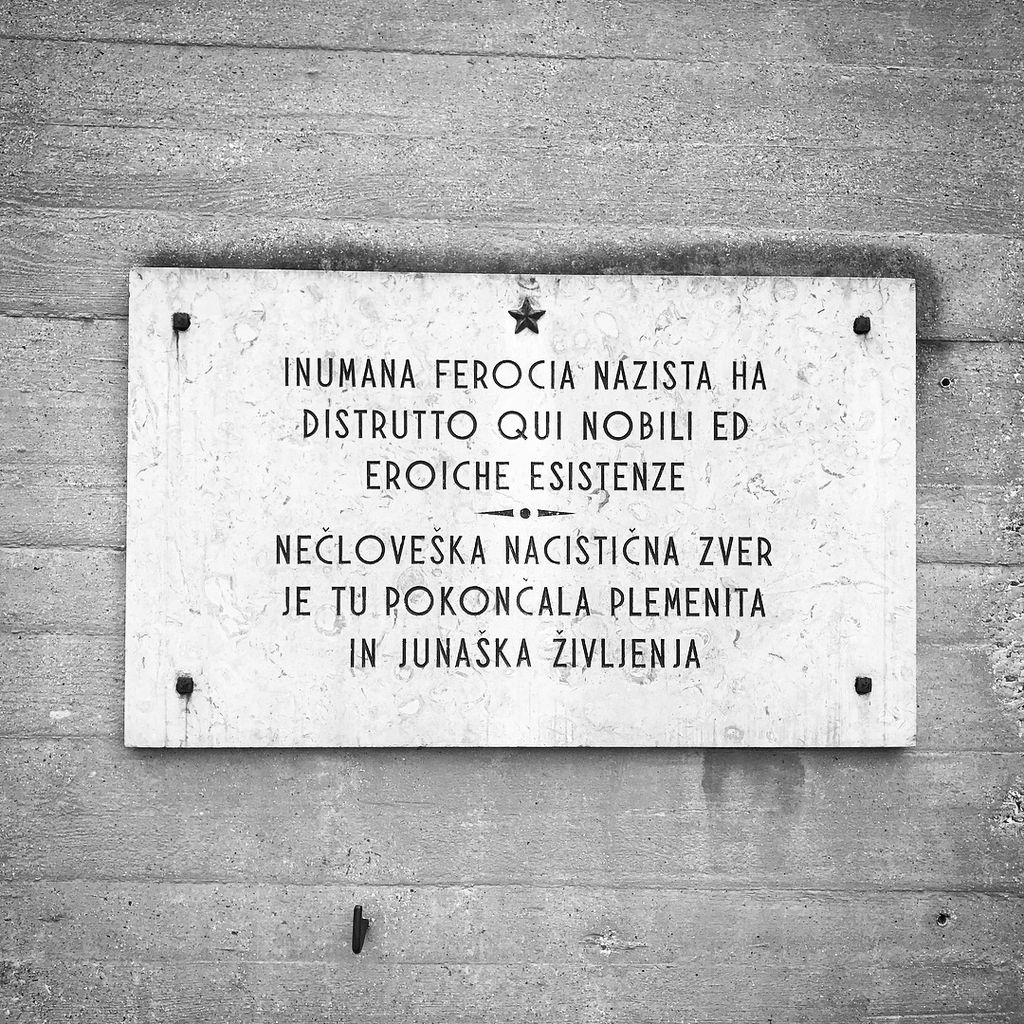 INUMANA FEROCIA NAZISTA HA
DISTRUTTO QUI NOBILI ED
EROICHE ESISTENZE
NEČLOVEŠKA NACISTIČNA ZVER
JE TU POKONČALA PLEMENITA
IN JUNAŠKA ŽIVLJENJA